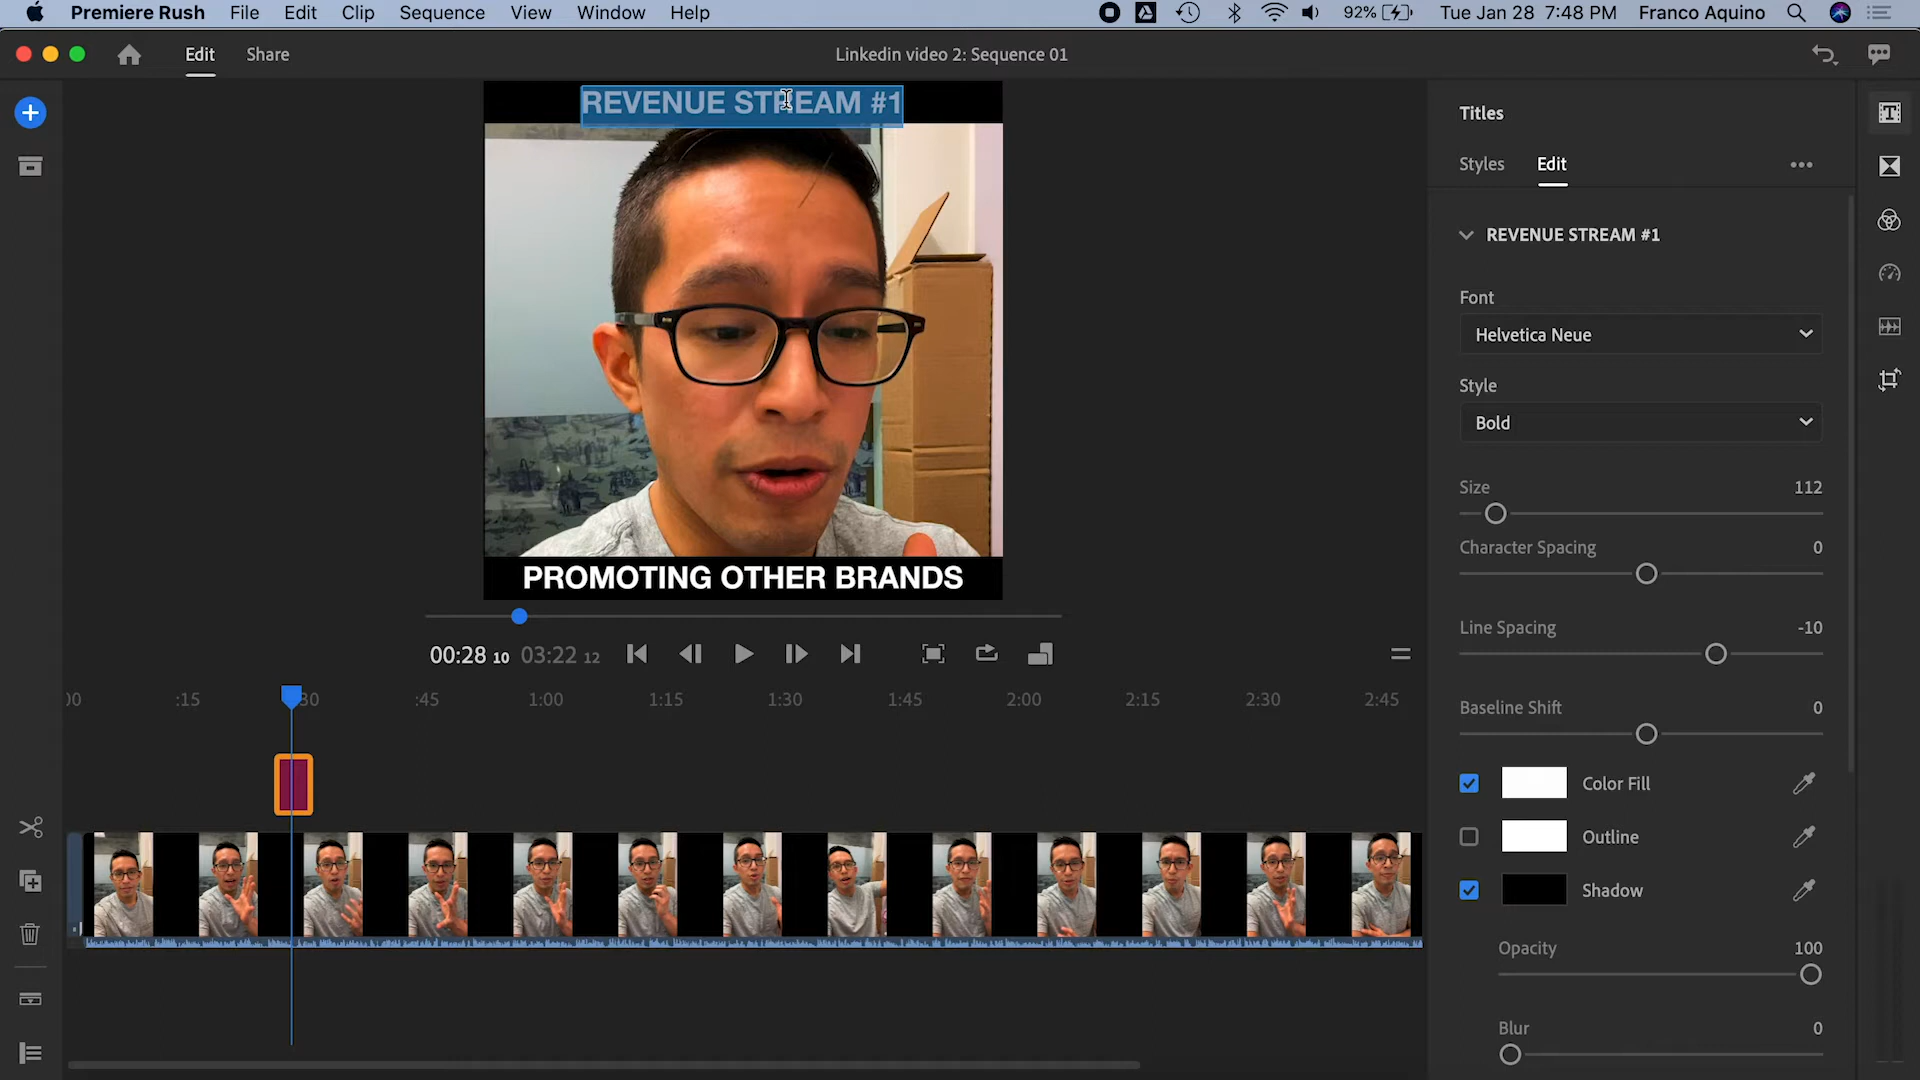 Premiere Rush File Edit Clip Sequence View Window Help 92% Tue Jan 28 7:48 PM Franco Aquino
Edit Share Linkedin video 2: Sequence 01
REVENUE STREAM #1
PROMOTING OTHER BRANDS
00:28 10 03:22 12
00 :15 30 :45 1:00 1:15 1:30 1:45 2:00 2:15 2:30 2:45
Titles
Styles Edit
REVENUE STREAM #1
Font
Helvetica Neue
Style
Bold
Size 112
Character Spacing 0
Line Spacing -10
Baseline Shift 0
Color Fill
Outline
Shadow
Opacity 100
Blur 0